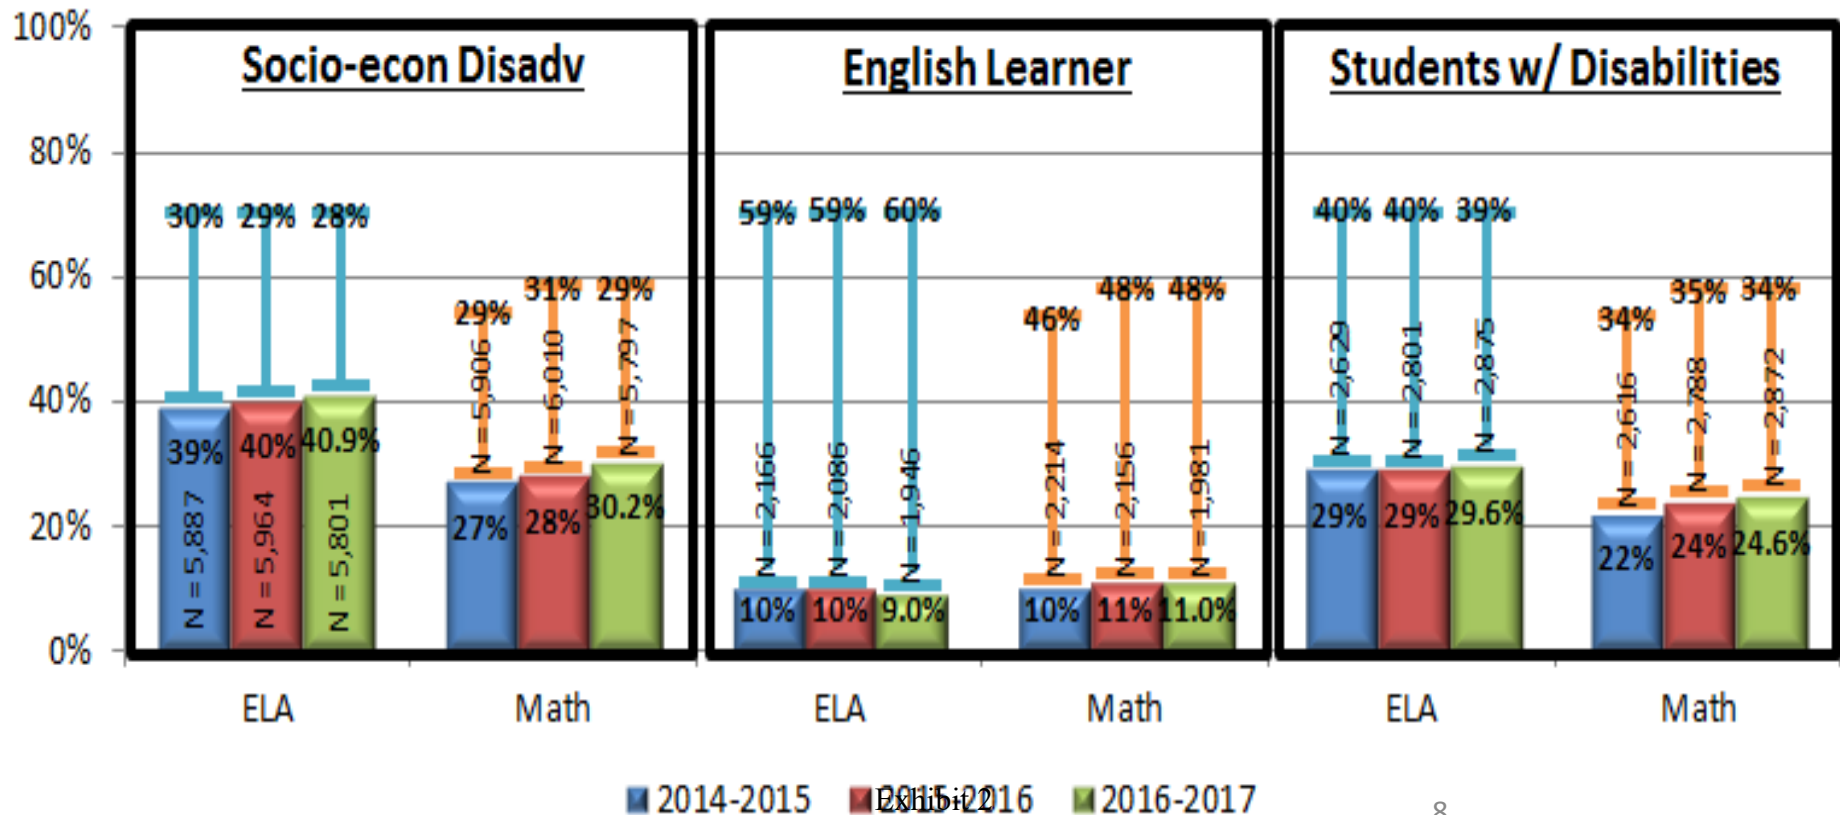 100%
80%
60%
40%
20%
0%
Socio-econ Disadv
30% 29% 28%
39% 40% 40.9%
N = 5,887
N = 5,964
N = 5,801
29% 31% 29%
N = 5,906
N = 6,010
N = 5,797
27% 28% 30.2%
ELA Math
English Learner
59% 59% 60%
N = 2,166
N = 2,086
N = 1,946
10% 10% 9.0%
46% 48% 48%
N = 2,214
N = 2,156
N = 1,981
10% 11% 11.0%
ELA Math
Students w/ Disabilities
40% 40% 39%
N = 2,629
N = 2,801
N = 2,875
29% 29% 29.6%
34% 35% 34%
N = 2,616
N = 2,788
N = 2,872
22% 24% 24.6%
ELA Math
2014-2015 2015-2016 2016-2017
Exhibit 2
8